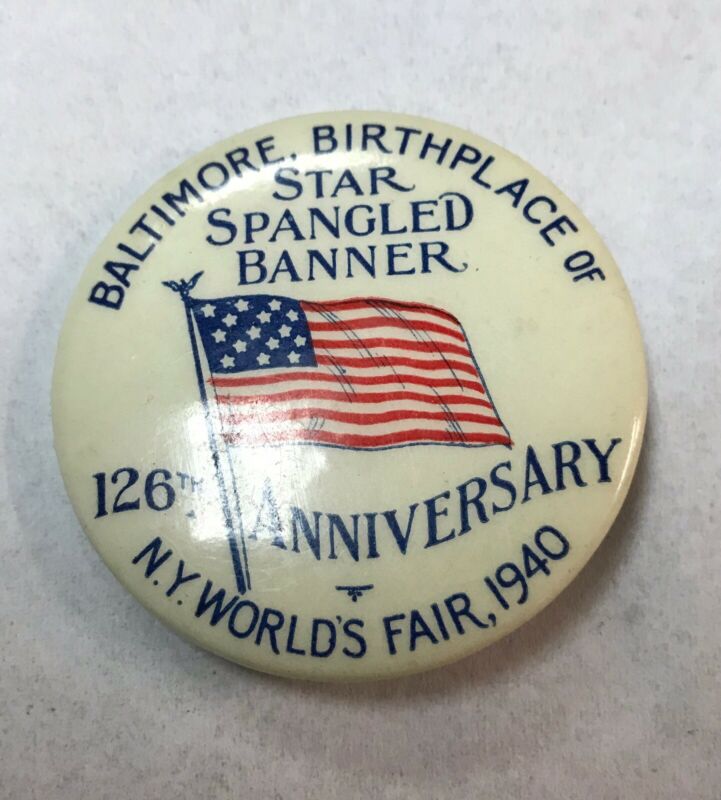 BALTIMORE, BIRTHPLACE OF
STAR
SPANGLED
BANNER
126TH ANNIVERSARY
N.Y. WORLD'S FAIR, 1940